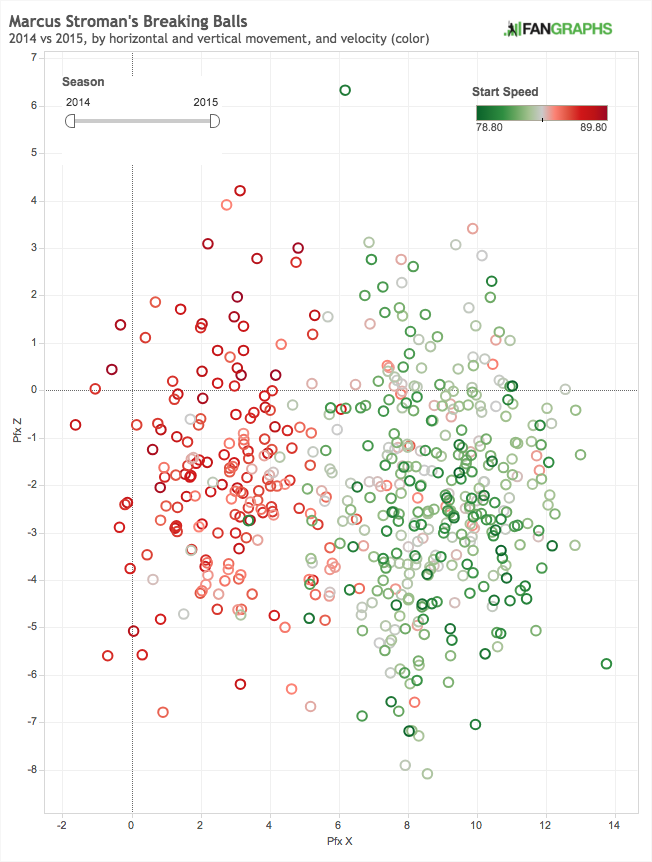 Marcus Stroman's Breaking Balls
2014 vs 2015, by horizontal and vertical movement, and velocity (color)
FANGRAPHS
Season
2014 2015
Start Speed
78.80 89.80
7
6
5
4
3
2
1
0
-1
-2
-3
-4
-5
-6
-7
-8
Pfx Z
-2 0 2 4 6 8 10 12 14
Pfx X